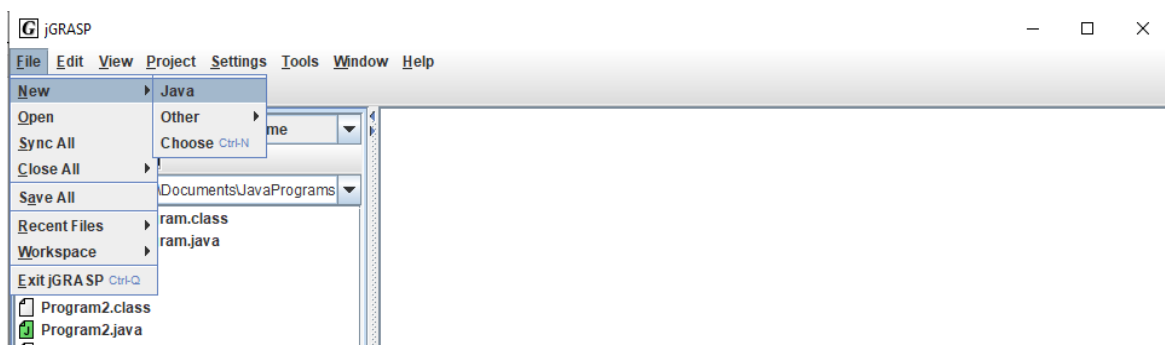 G jGRASP
File Edit View Project Settings Tools Window Help
New Java
Open Other
me
Sync All Choose Ctrl-N
Close All
\Documents\JavaPrograms
Save All
ram.class
Recent Files
ram.java
Workspace
Exit jGRASP Ctrl-Q
Program2.class
J Program2.java